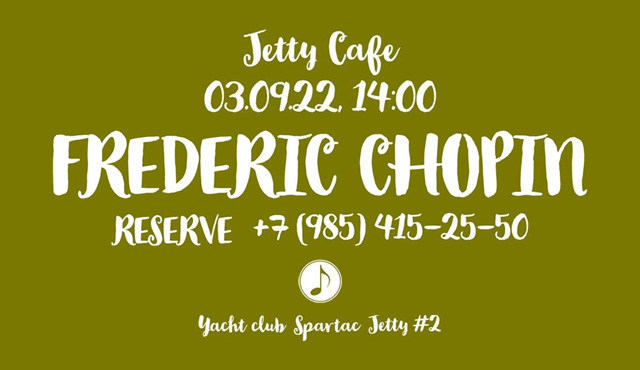 Jetty Cafe
03.09.22, 14:00
FREDERIC CHOPIN
RESERVE +7 (985) 415-25-50
Yacht club Spartac Jetty #2